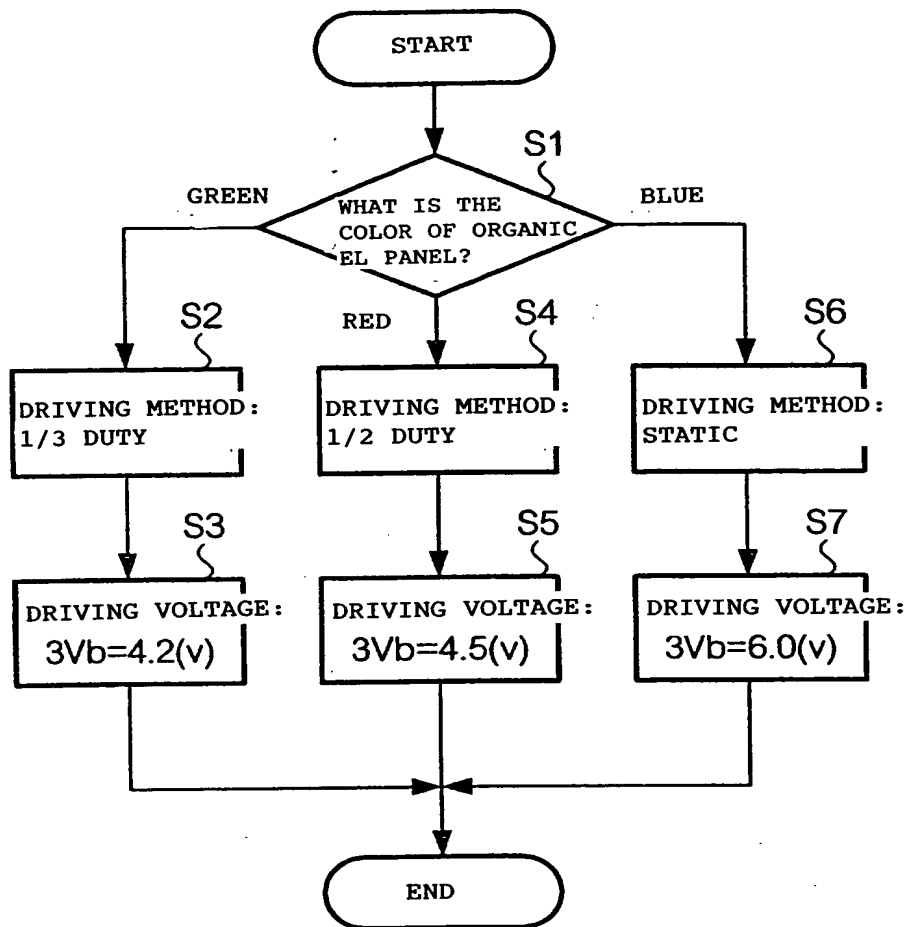 START
S1
GREEN
BLUE
WHAT IS THE
COLOR OF ORGANIC
EL PANEL?
RED
S2
S4
S6
DRIVING METHOD:
1/3 DUTY
DRIVING METHOD:
1/2 DUTY
DRIVING METHOD:
STATIC
S3
S5
S7
DRIVING VOLTAGE:
3Vb=4.2(v)
DRIVING VOLTAGE:
3Vb=4.5(v)
DRIVING VOLTAGE:
3Vb=6.0(v)
END